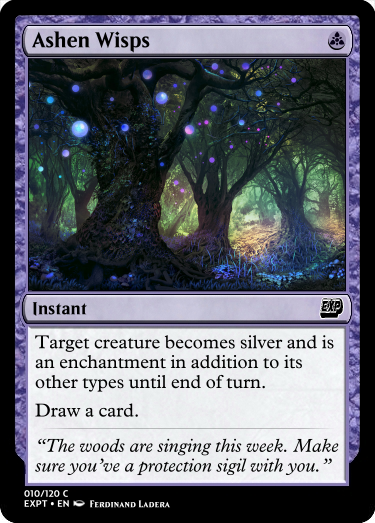 Ashen Wisps
Instant
EXP
Target creature becomes silver and is
an enchantment in addition to its
other types until end of turn.
Draw a card.
“The woods are singing this week. Make
sure you’ve a protection sigil with you.”
010/120 C
EXPT • EN Ferdinand Ladera